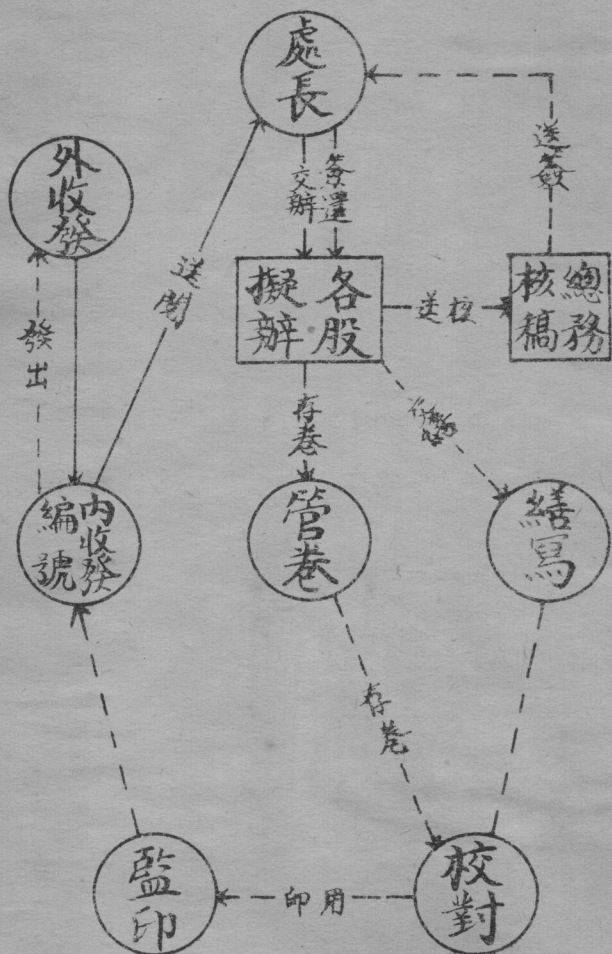 處長
外收發
送簽
交辦
簽還
送閱
各股
擬辦
送核
總務
核稿
發出
存卷
內收發
編號
管卷
繕寫
存卷
監印
印用
校對